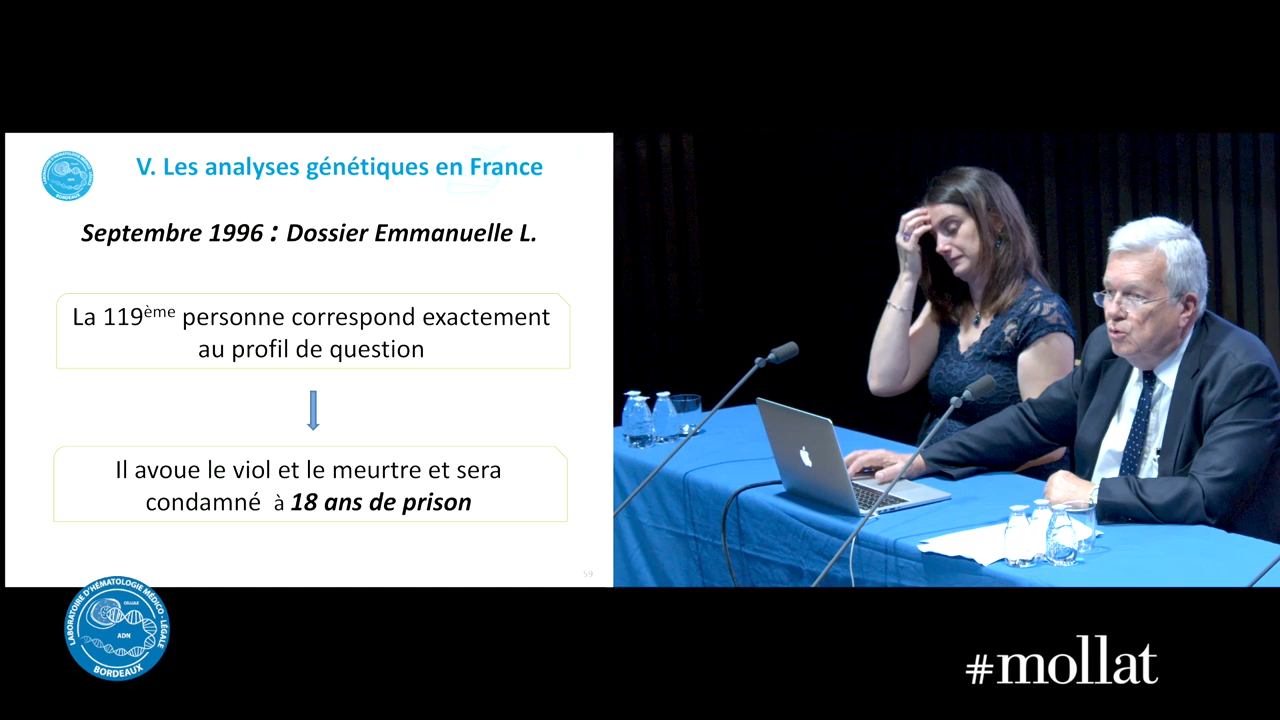 V. Les analyses génétiques en France
Septembre 1996 : Dossier Emmanuelle L.
La 119ème personne correspond exactement
au profil de question
Il avoue le viol et le meurtre et sera
condamné à 18 ans de prison
59
LABORATOIRE D'HÉMATOLOGIE MÉDICO-LÉGALE
ADN
BORDEAUX
#mollat